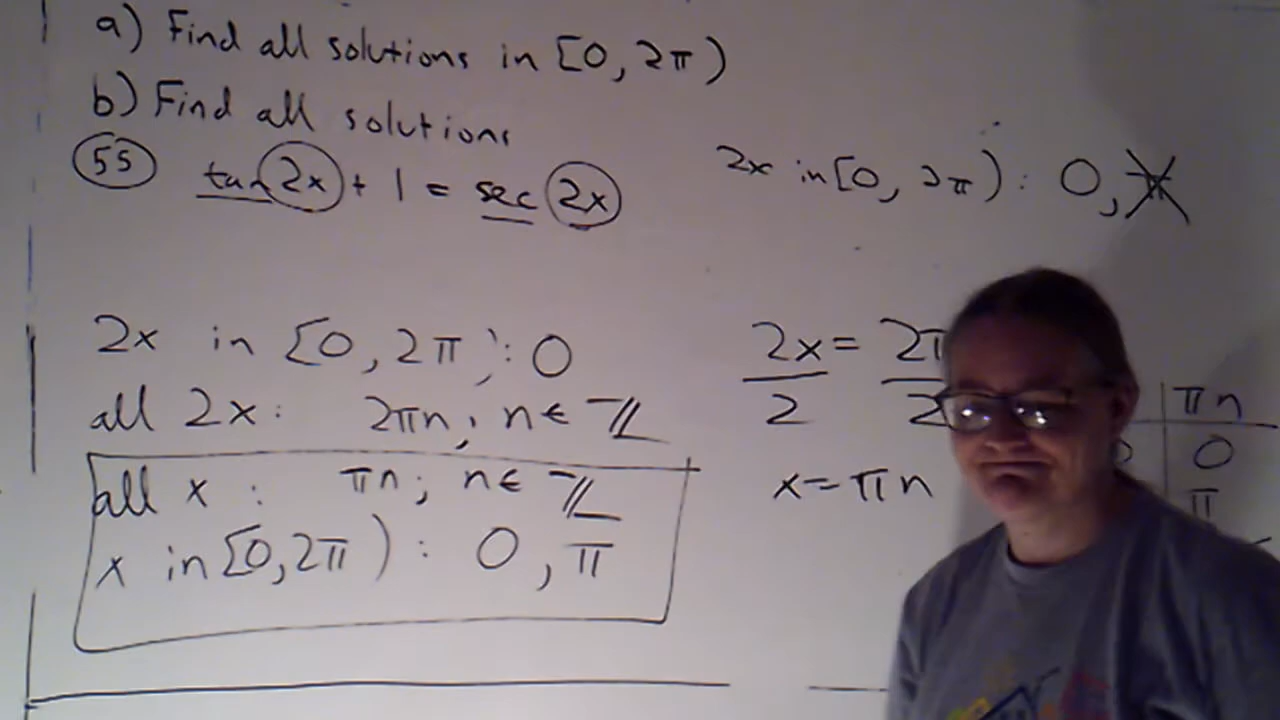 a) Find all solutions in [0, 2π)
b) Find all solutions
55 tan 2x + 1 = sec 2x
2x in [0, 2π): 0,
2x in [0, 2π): 0
all 2x: 2πn; n ∈ ℤ
all x: πn; n ∈ ℤ
x in [0, 2π): 0, π
2x = 2π
2 2
x = πn
πn
0
π